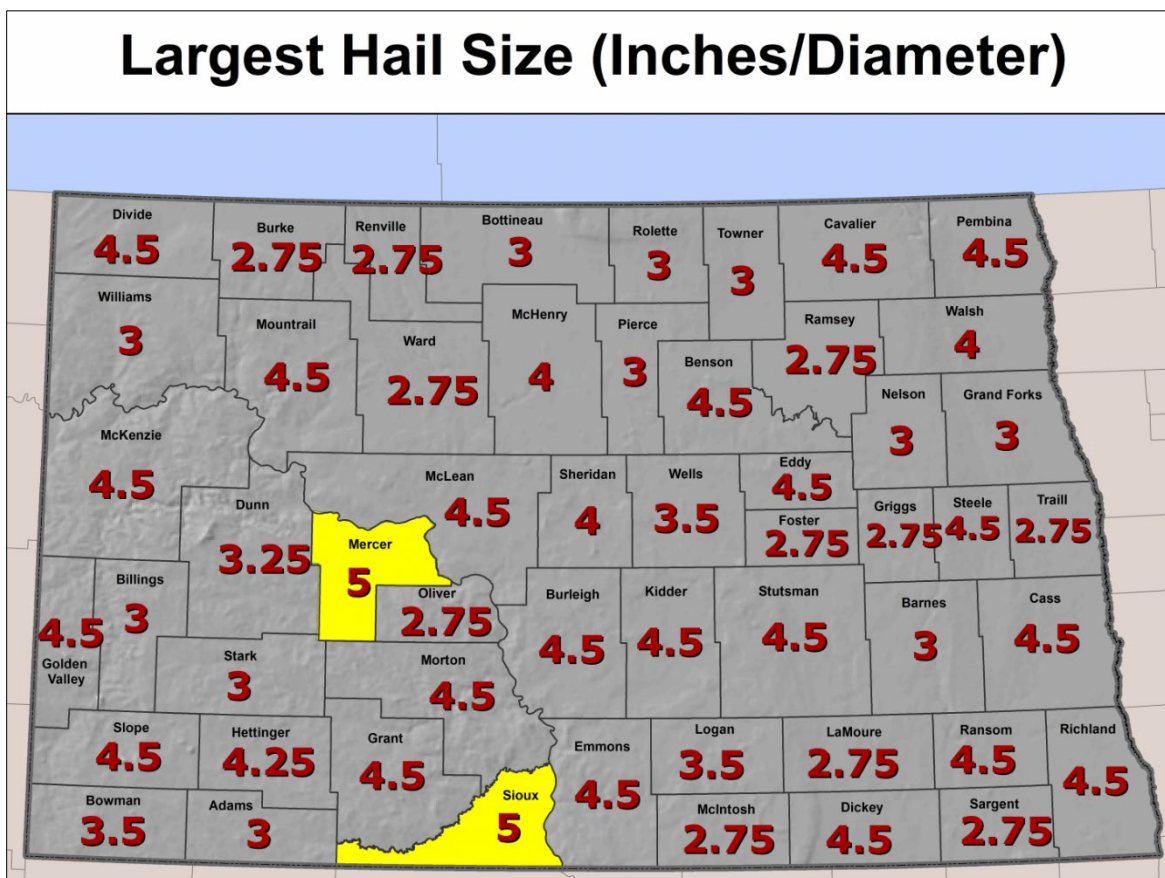 Largest Hail Size (Inches/Diameter)
Divide
4.5
Burke
2.75
Renville
2.75
Bottineau
3
Rolette
3
Towner
3
Cavalier
4.5
Pembina
4.5
Williams
3
Mountrail
4.5
Ward
2.75
McHenry
4
Pierce
3
Benson
4.5
Ramsey
2.75
Walsh
4
Nelson
3
Grand Forks
3
McKenzie
4.5
Dunn
3.25
McLean
4.5
Sheridan
4
Wells
3.5
Eddy
4.5
Foster
2.75
Griggs
2.75
Steele
4.5
Traill
2.75
Mercer
5
Oliver
2.75
Golden
Valley
4.5
Billings
3
Stark
3
Morton
4.5
Burleigh
4.5
Kidder
4.5
Stutsman
4.5
Barnes
3
Cass
4.5
Slope
4.5
Hettinger
4.25
Grant
4.5
Emmons
4.5
Logan
3.5
LaMoure
2.75
Ransom
4.5
Richland
4.5
Bowman
3.5
Adams
3
Sioux
5
McIntosh
2.75
Dickey
4.5
Sargent
2.75